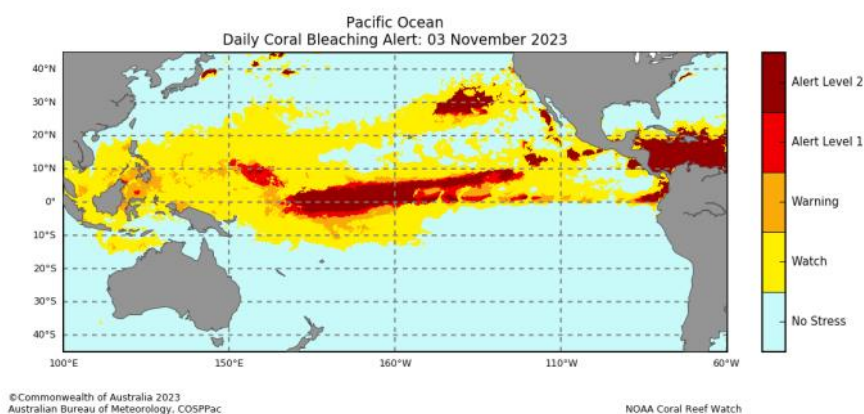 Pacific Ocean
Daily Coral Bleaching Alert: 03 November 2023
40°N
30°N
20°N
10°N
0°
10°S
20°S
30°S
40°S
100°E
150°E
160°W
110°W
60°W
Alert Level 2
Alert Level 1
Warning
Watch
No Stress
©Commonwealth of Australia 2023
Australian Bureau of Meteorology, COSPPac
NOAA Coral Reef Watch